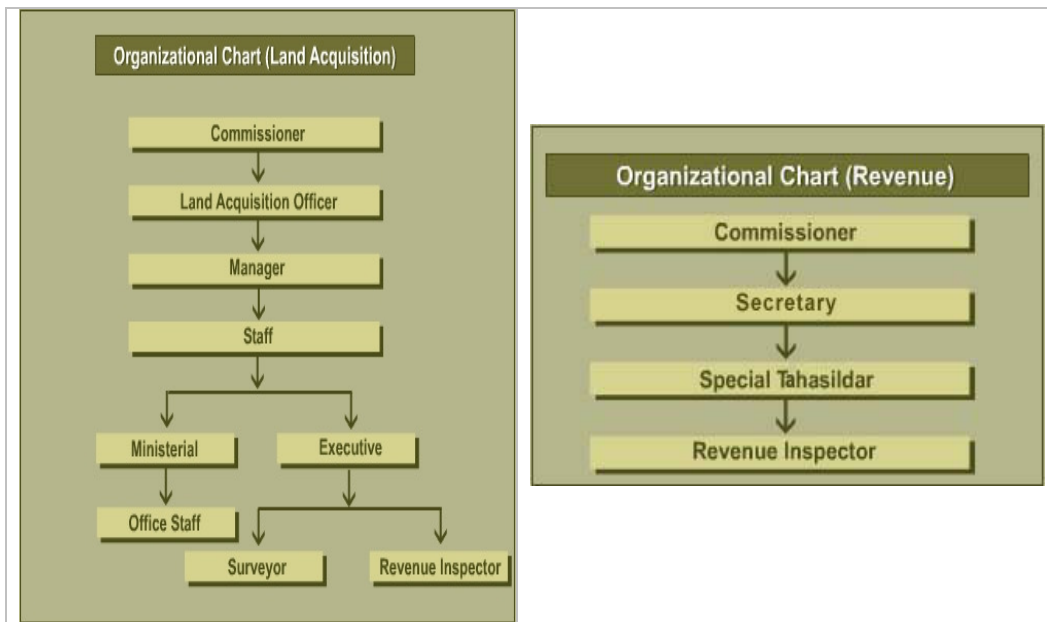 Organizational Chart (Land Acquisition)
Commissioner
Land Acquisition Officer
Manager
Staff
Ministerial
Executive
Office Staff
Surveyor
Revenue Inspector
Organizational Chart (Revenue)
Commissioner
Secretary
Special Tahasildar
Revenue Inspector